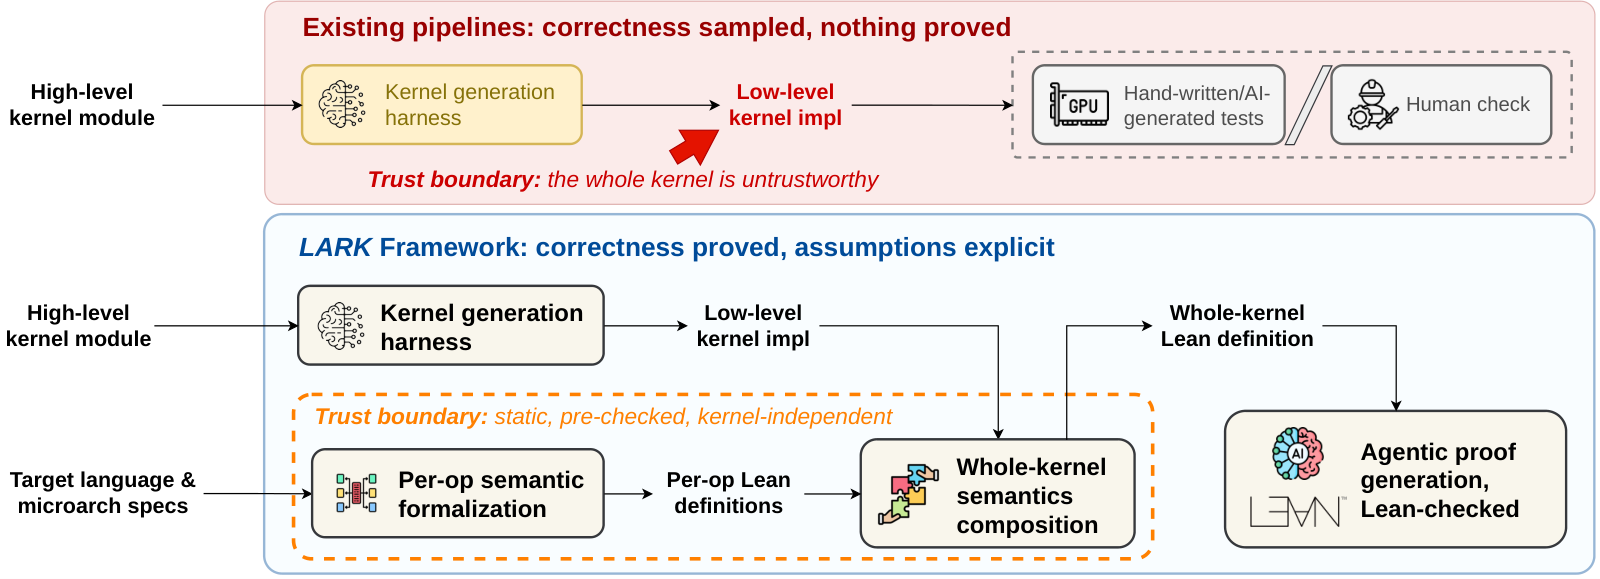 Existing pipelines: correctness sampled, nothing proved
High-level
kernel module
Kernel generation
harness
Low-level
kernel impl
GPU
Hand-written/AI-
generated tests
Human check
Trust boundary: the whole kernel is untrustworthy
LARK Framework: correctness proved, assumptions explicit
High-level
kernel module
Kernel generation
harness
Low-level
kernel impl
Whole-kernel
Lean definition
Trust boundary: static, pre-checked, kernel-independent
Target language &
microarch specs
Per-op semantic
formalization
Per-op Lean
definitions
Whole-kernel
semantics
composition
AI
LEAN™
Agentic proof
generation,
Lean-checked